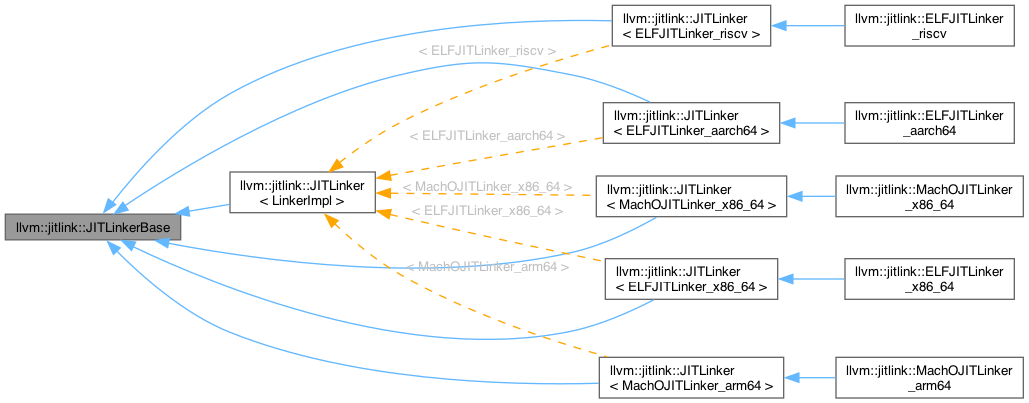 llvm::jitlink::JITLinker
< ELFJITLinker_riscv >
llvm::jitlink::ELFJITLinker
_riscv
< ELFJITLinker_riscv >
llvm::jitlink::JITLinker
< ELFJITLinker_aarch64 >
llvm::jitlink::ELFJITLinker
_aarch64
< ELFJITLinker_aarch64 >
llvm::jitlink::JITLinker
< LinkerImpl >
< MachOJITLinker_x86_64 >
llvm::jitlink::JITLinker
< MachOJITLinker_x86_64 >
llvm::jitlink::MachOJITLinker
_x86_64
< ELFJITLinker_x86_64 >
llvm::jitlink::JITLinkerBase
< MachOJITLinker_arm64 >
llvm::jitlink::JITLinker
< ELFJITLinker_x86_64 >
llvm::jitlink::ELFJITLinker
_x86_64
llvm::jitlink::JITLinker
< MachOJITLinker_arm64 >
llvm::jitlink::MachOJITLinker
_arm64